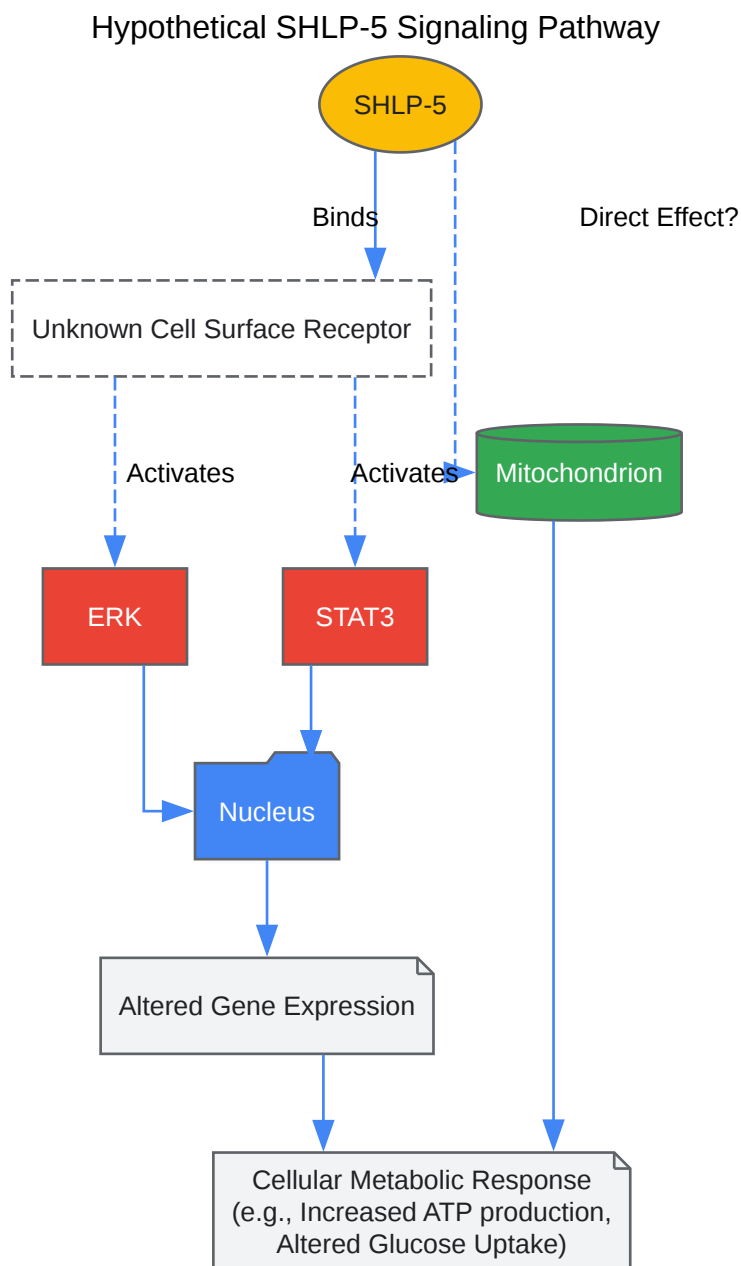 Hypothetical SHLP-5 Signaling Pathway
SHLP-5
Binds
Direct Effect?
Unknown Cell Surface Receptor
Activates
Activates
Mitochondrion
ERK
STAT3
Nucleus
Altered Gene Expression
Cellular Metabolic Response
(e.g., Increased ATP production,
Altered Glucose Uptake)